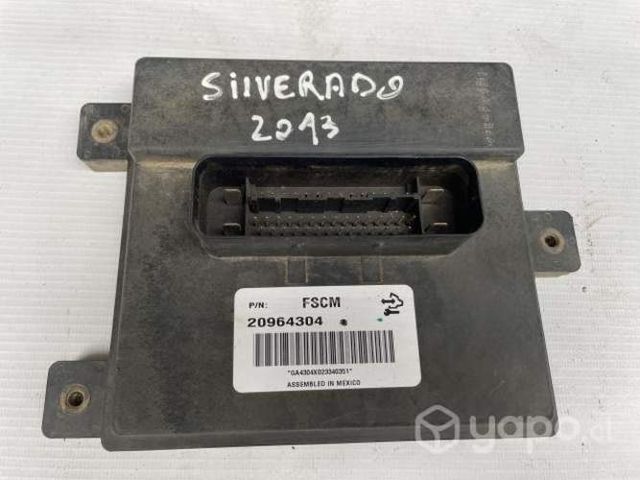 SILVERADO
2013
P/N: FSCM
20964304
"GA4304X023340351"
ASSEMBLED IN MEXICO
yapo.cl